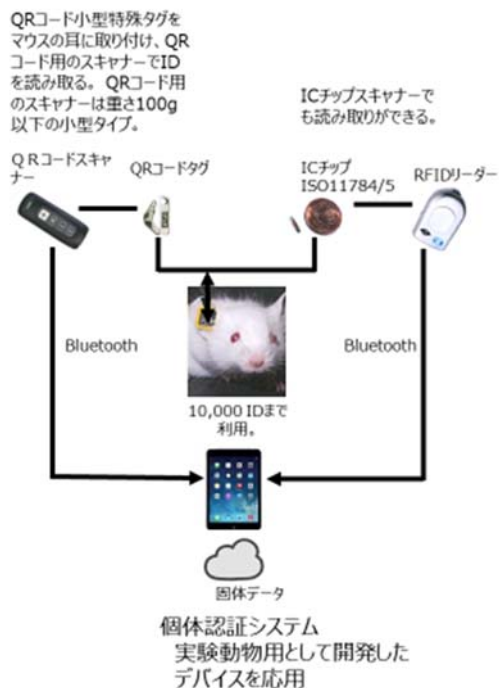 QRコード小型特殊タグを
マウスの耳に取り付け、QR
コード用のスキャナーでID
を読み取る。 QRコード用
のスキャナーは重さ100g
以下の小型タイプ。
ICチップスキャナーで
も読み取りができる。
ＱＲコードスキャ
ナー
QRコードタグ
ICチップ
ISO11784/5
RFIDリーダー
Bluetooth
Bluetooth
10,000 IDまで
利用。
固体データ
個体認証システム
実験動物用として開発した
デバイスを応用